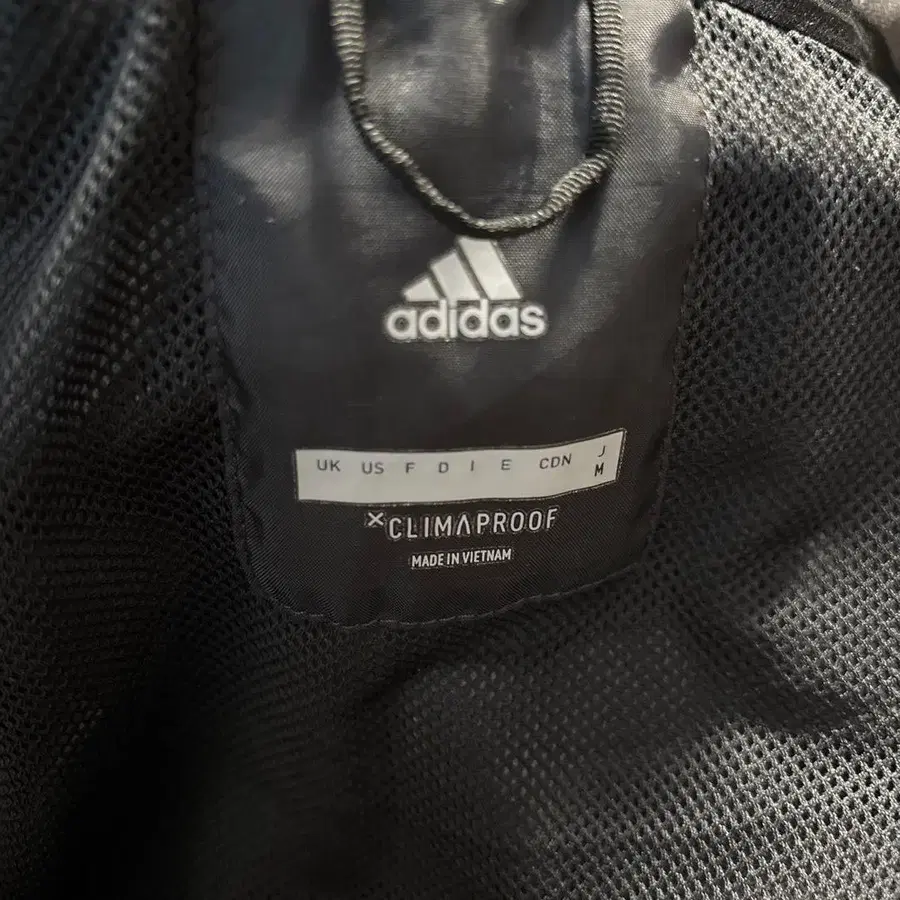 adidas
UK US F D I E CDN J
M
CLIMAPROOF
MADE IN VIETNAM